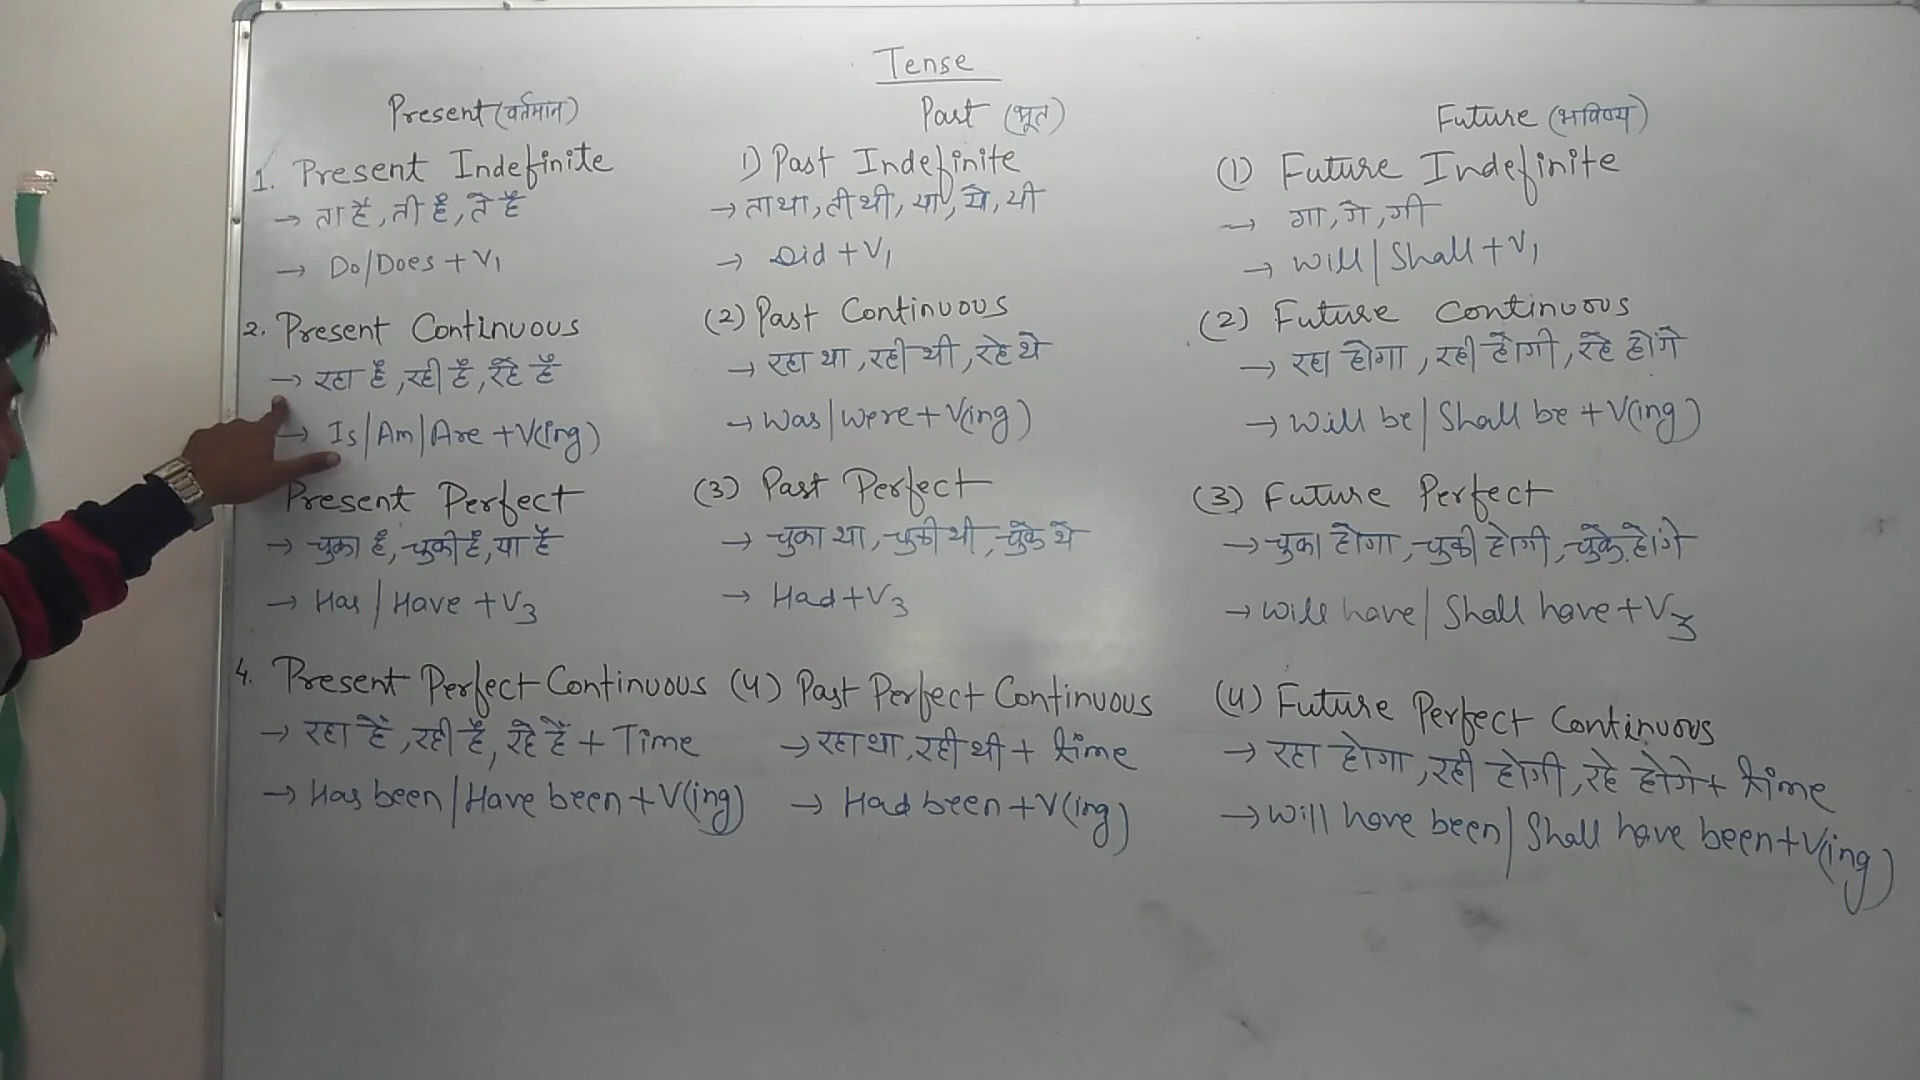 Tense
Present (वर्तमान)
1. Present Indefinite
→ ता है, ती है, ते है
→ Do/Does + V1
2. Present Continuous
→ रहा है, रही है, रहे है
→ Is/Am/Are + V(ing)
Present Perfect
→ चुका है, चुकी है, या है
→ Has/Have + V3
4. Present Perfect Continuous
→ रहा है, रही है, रहे है + Time
→ Has been/Have been + V(ing)
Past (भूत)
1) Past Indefinite
→ ता था, ती थी, या, ये, यी
→ Did + V1
(2) Past Continuous
→ रहा था, रही थी, रहे थे
→ Was/Were + V(ing)
(3) Past Perfect
→ चुका था, चुकी थी, चुके थे
→ Had + V3
(4) Past Perfect Continuous
→ रहा था, रही थी + time
→ Had been + V(ing)
Future (भविष्य)
(1) Future Indefinite
→ गा, गे, गी
→ Will/Shall + V1
(2) Future Continuous
→ रहा होगा, रही होगी, रहे होंगे
→ Will be/Shall be + V(ing)
(3) Future Perfect
→ चुका होगा, चुकी होगी, चुके होंगे
→ Will have/Shall have + V3
(4) Future Perfect Continuous
→ रहा होगा, रही होगी, रहे होगे + time
→ Will have been/Shall have been + V(ing)